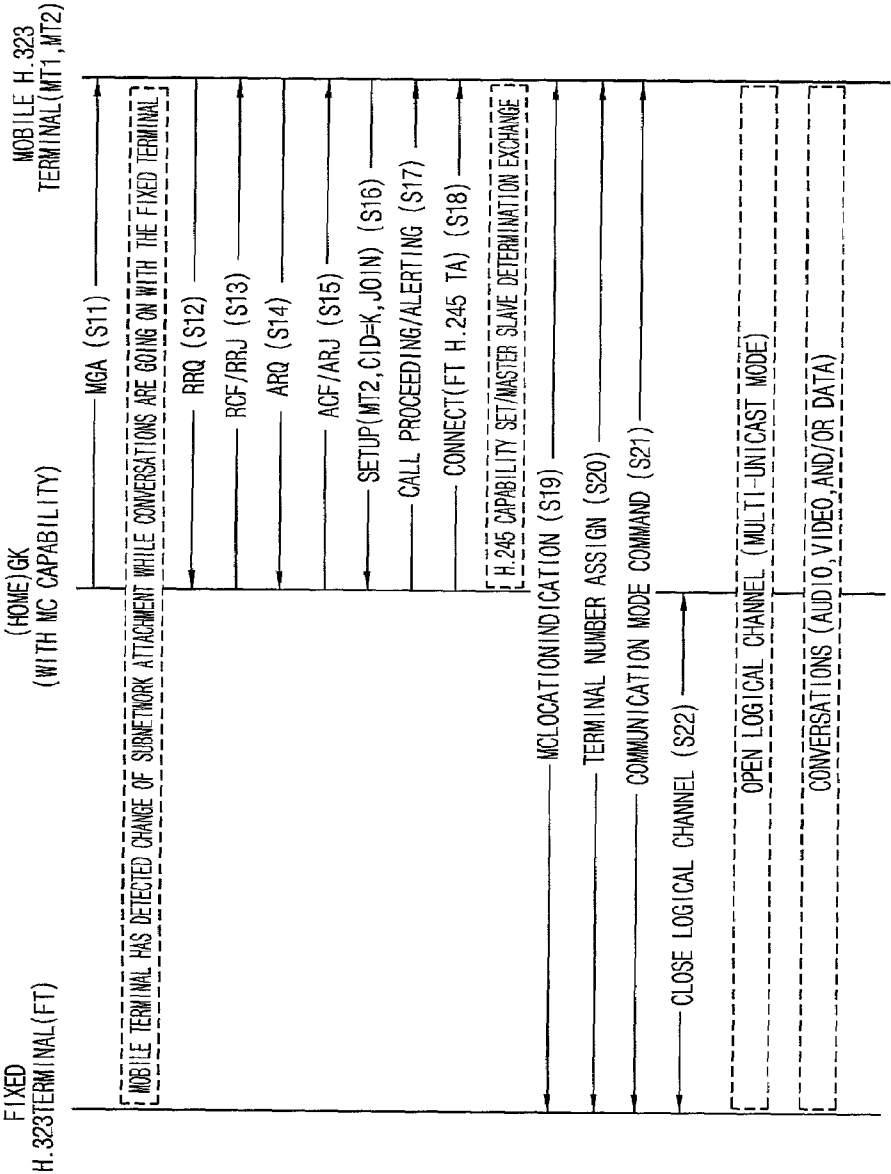 FIXED
H.323TERMINAL(FT)
(HOME)GK
(WITH MC CAPABILITY)
MOBILE H.323
TERMINAL(MT1,MT2)
MGA (S11)
MOBILE TERMINAL HAS DETECTED CHANGE OF SUBNETWORK ATTACHMENT WHILE CONVERSATIONS ARE GOING ON WITH THE FIXED TERMINAL
RRQ (S12)
RCF/RRJ (S13)
ARQ (S14)
ACF/ARJ (S15)
SETUP(MT2,CID=K,JOIN) (S16)
CALL PROCEEDING/ALERTING (S17)
CONNECT(FT H.245 TA) (S18)
H.245 CAPABILITY SET/MASTER SLAVE DETERMINATION EXCHANGE
MCLOCATIONINDICATION (S19)
TERMINAL NUMBER ASSIGN (S20)
COMMUNICATION MODE COMMAND (S21)
CLOSE LOGICAL CHANNEL (S22)
OPEN LOGICAL CHANNEL (MULTI-UNICAST MODE)
CONVERSATIONS (AUDIO,VIDEO,AND/OR DATA)